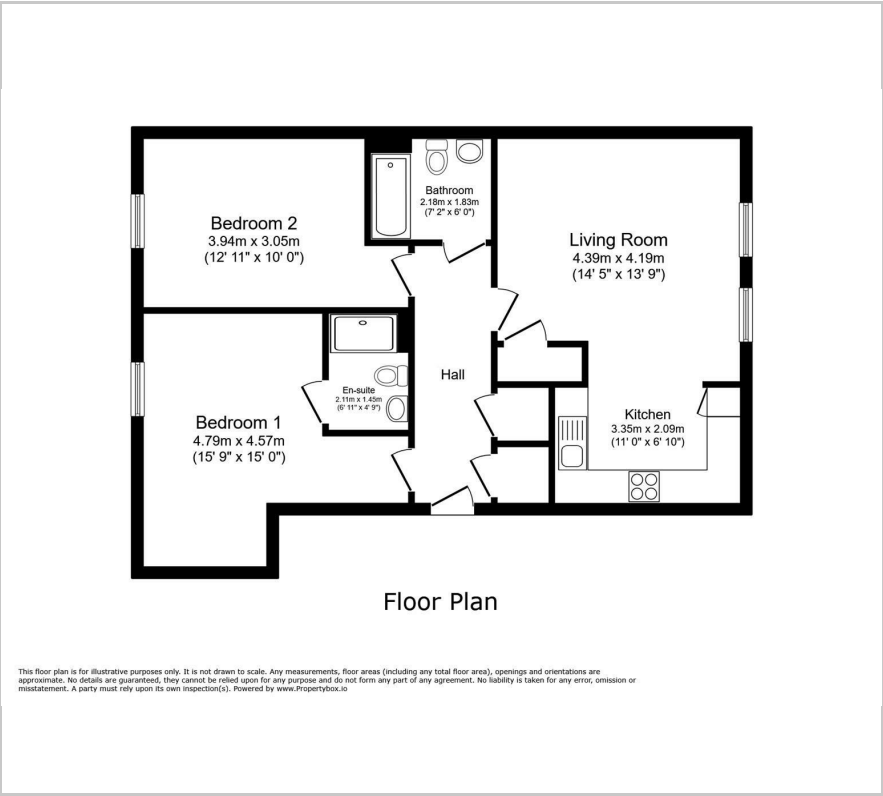 Bathroom
2.18m x 1.83m
(7' 2" x 6' 0")
Bedroom 2
3.94m x 3.05m
(12' 11" x 10' 0")
Living Room
4.39m x 4.19m
(14' 5" x 13' 9")
Hall
En-suite
2.11m x 1.45m
(6' 11" x 4' 9")
Bedroom 1
4.79m x 4.57m
(15' 9" x 15' 0")
Kitchen
3.35m x 2.09m
(11' 0" x 6' 10")
Floor Plan
This floor plan is for illustrative purposes only. It is not drawn to scale. Any measurements, floor areas (including any total floor area), openings and orientations are
approximate. No details are guaranteed, they cannot be relied upon for any purpose and do not form any part of any agreement. No liability is taken for any error, omission or
misstatement. A party must rely upon its own inspection(s). Powered by www.Propertybox.io